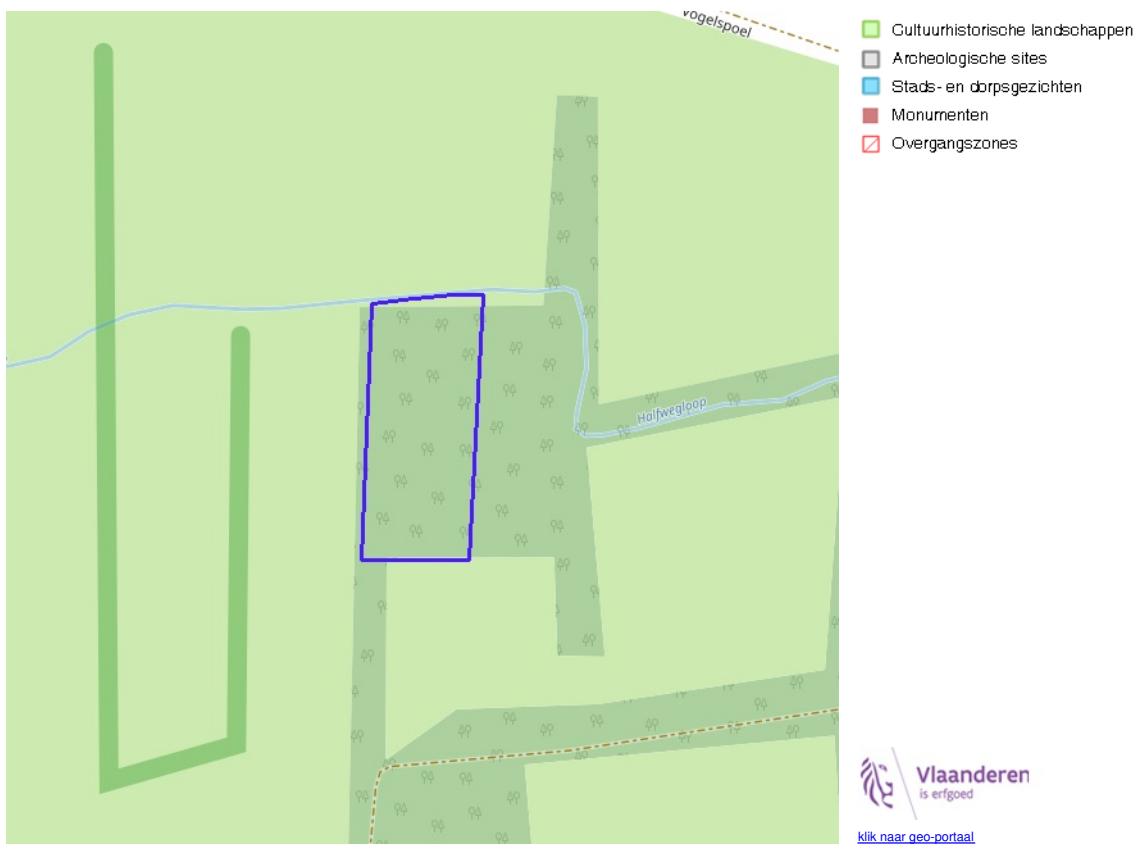 Vogelspoel
Halfwegloop
Cultuurhistorische landschappen
Archeologische sites
Stads- en dorpsgezichten
Monumenten
Overgangszones
Vlaanderen
is erfgoed
klik naar geo-portaal